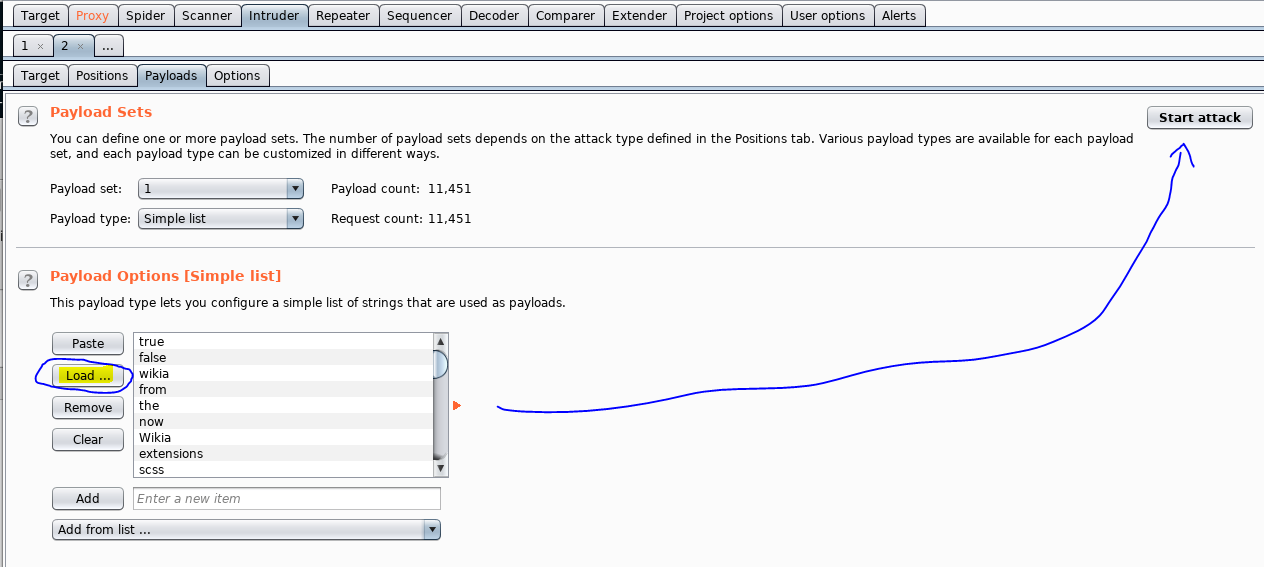 Target Proxy Spider Scanner Intruder Repeater Sequencer Decoder Comparer Extender Project options User options Alerts
1 × 2 × ...
Target Positions Payloads Options
? Payload Sets
Start attack
You can define one or more payload sets. The number of payload sets depends on the attack type defined in the Positions tab. Various payload types are available for each payload
set, and each payload type can be customized in different ways.
Payload set: 1 Payload count: 11,451
Payload type: Simple list Request count: 11,451
? Payload Options [Simple list]
This payload type lets you configure a simple list of strings that are used as payloads.
Paste
Load ...
Remove
Clear
true
false
wikia
from
the
now
Wikia
extensions
scss
Add Enter a new item
Add from list ...